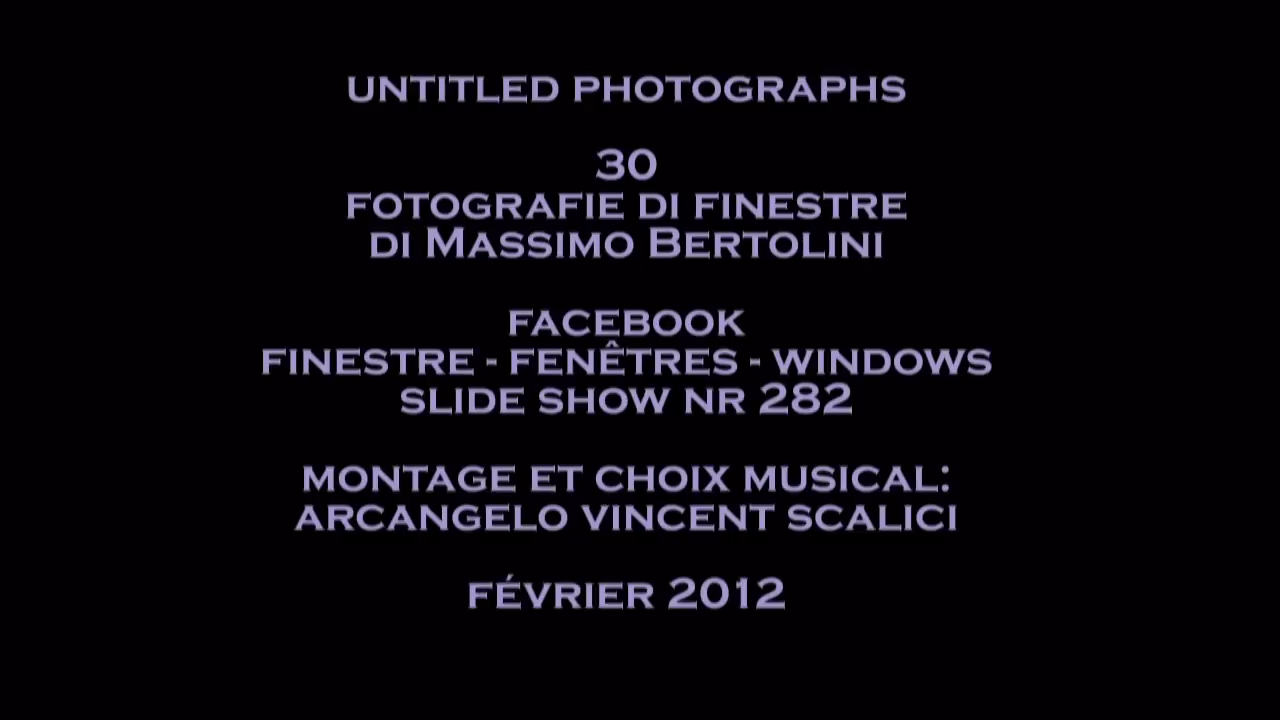 UNTITLED PHOTOGRAPHS
30
FOTOGRAFIE DI FINESTRE
DI MASSIMO BERTOLINI
FACEBOOK
FINESTRE - FENÊTRES - WINDOWS
SLIDE SHOW NR 282
MONTAGE ET CHOIX MUSICAL:
ARCANGELO VINCENT SCALICI
FÉVRIER 2012